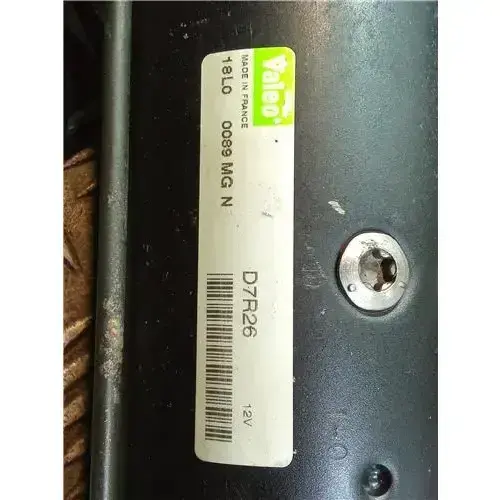 Valeo
MADE IN FRANCE
18L0 0089 MG N
D7R26 12V